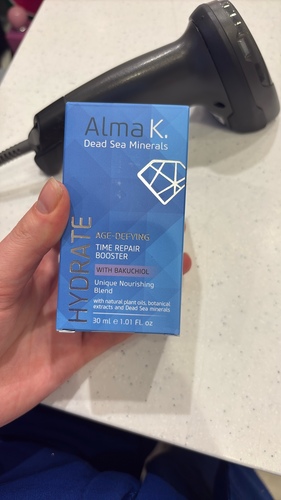 Alma K.
Dead Sea Minerals
HYDRATE
AGE-DEFYING
TIME REPAIR
BOOSTER
WITH BAKUCHIOL
Unique Nourishing
Blend
with natural plant oils, botanical
extracts and Dead Sea minerals
30 ml e 1.01 FL. oz